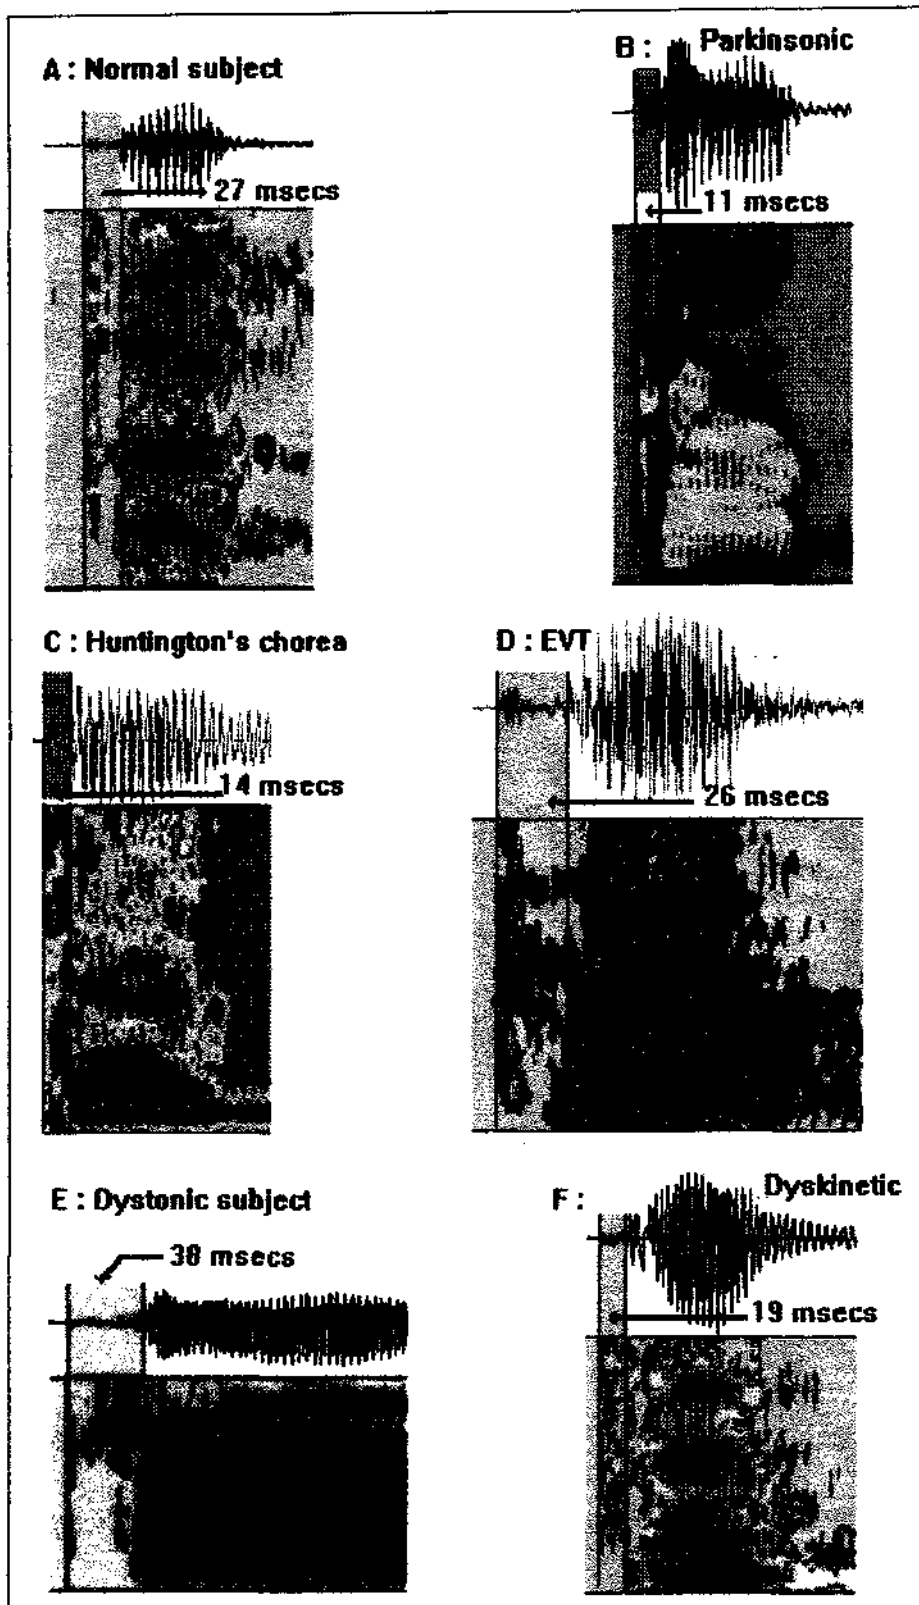 A : Normal subject
27 msecs
B :
Parkinsonic
11 msecs
C : Huntington's chorea
14 msecs
D : EVT
26 msecs
E : Dystonic subject
38 msecs
F :
Dyskinetic
19 msecs